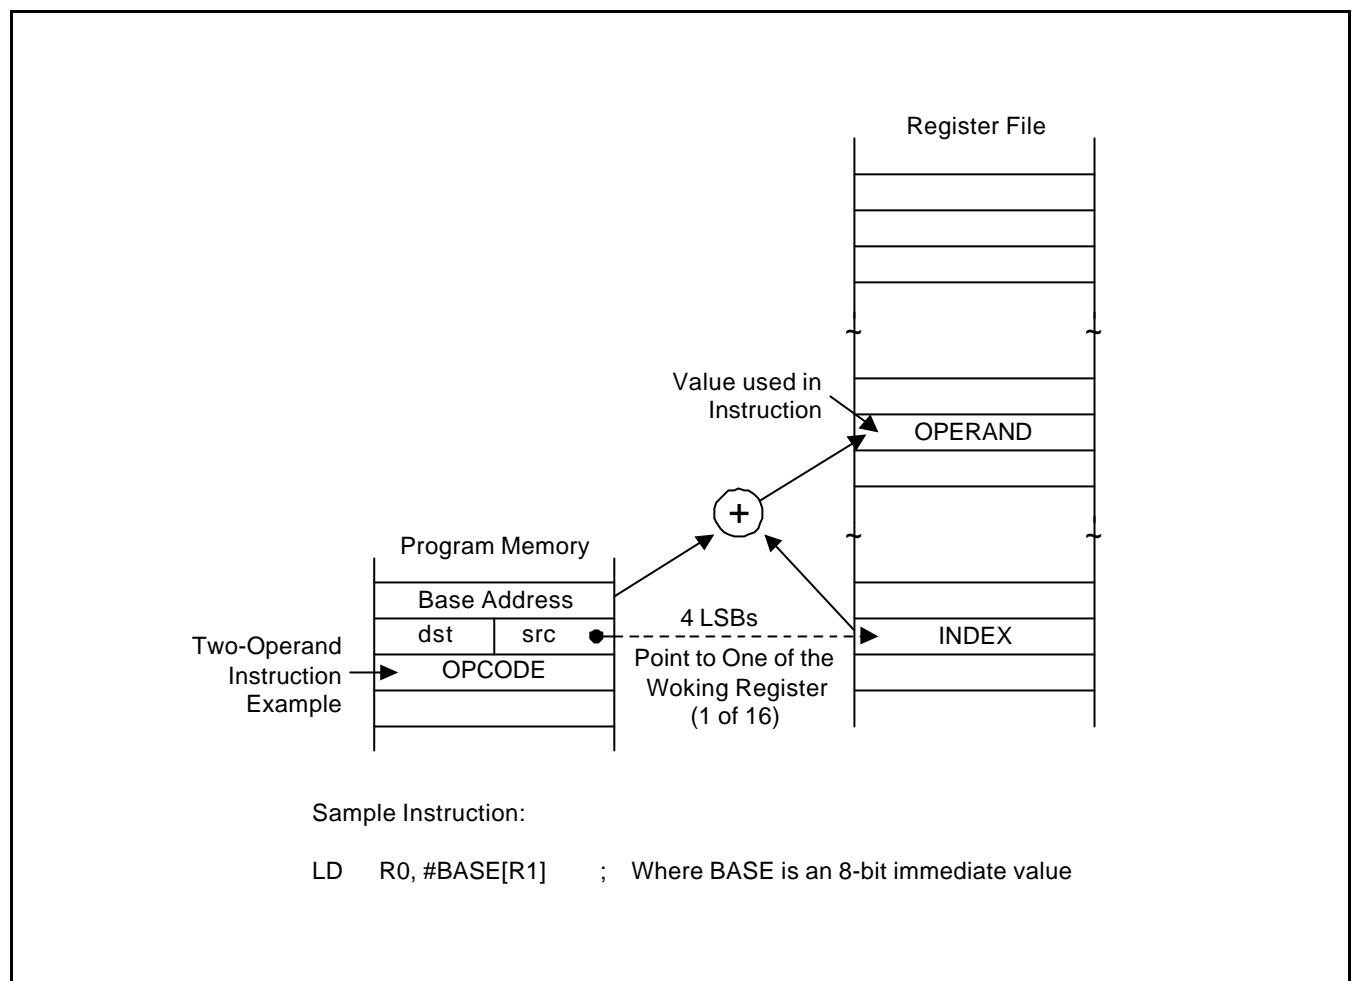 Register File
Value used in
Instruction
OPERAND
+
Program Memory
Base Address
dst src
4 LSBs
INDEX
Two-Operand
Instruction
Example
OPCODE
Point to One of the
Woking Register
(1 of 16)
~ ~
~ ~
Sample Instruction:
LD R0, #BASE[R1] ; Where BASE is an 8-bit immediate value